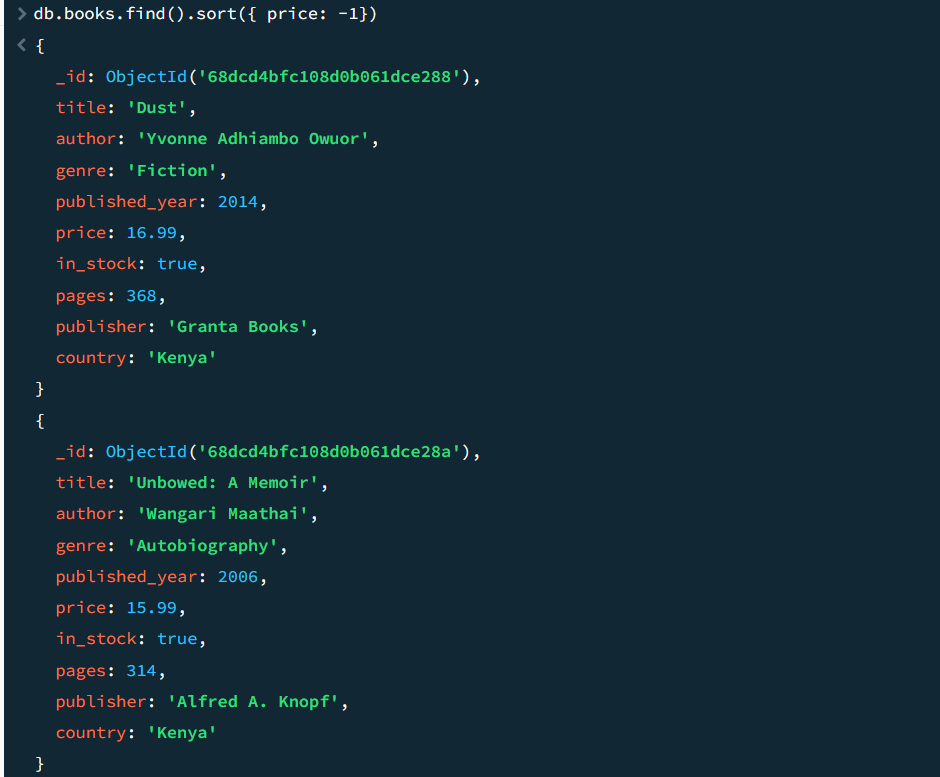 > db.books.find().sort({ price: -1})
< {
_id: ObjectId('68dcd4bfc108d0b061dce288'),
title: 'Dust',
author: 'Yvonne Adhiambo Owuor',
genre: 'Fiction',
published_year: 2014,
price: 16.99,
in_stock: true,
pages: 368,
publisher: 'Granta Books',
country: 'Kenya'
}
{
_id: ObjectId('68dcd4bfc108d0b061dce28a'),
title: 'Unbowed: A Memoir',
author: 'Wangari Maathai',
genre: 'Autobiography',
published_year: 2006,
price: 15.99,
in_stock: true,
pages: 314,
publisher: 'Alfred A. Knopf',
country: 'Kenya'
}